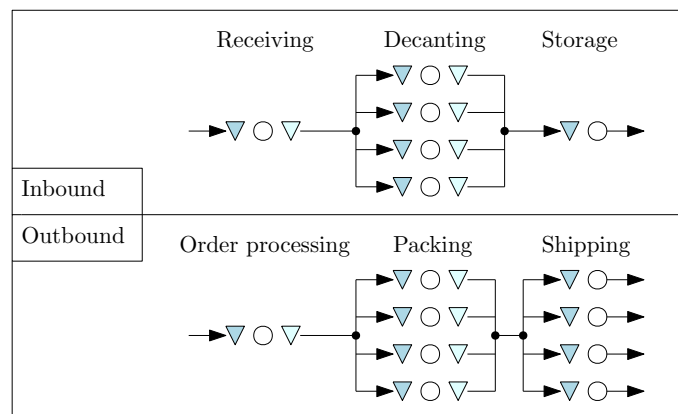 Receiving Decanting Storage
Inbound
Outbound
Order processing Packing Shipping